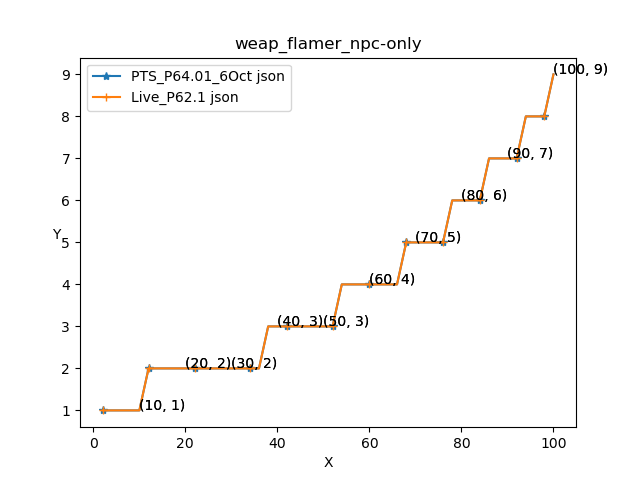 weap_flamer_npc-only
PTS_P64.01_6Oct json
Live_P62.1 json
(100, 9)
(90, 7)
(80, 6)
(70, 5)
(60, 4)
(40, 3)(50, 3)
(20, 2)(30, 2)
(10, 1)
9
8
7
6
5
4
3
2
1
Y
0 20 40 60 80 100
X